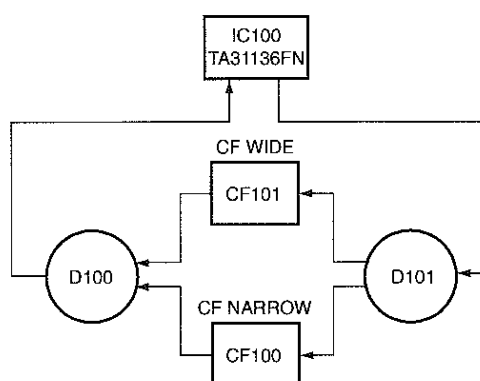 IC100
TA31136FN
CF WIDE
CF101
D100
D101
CF NARROW
CF100